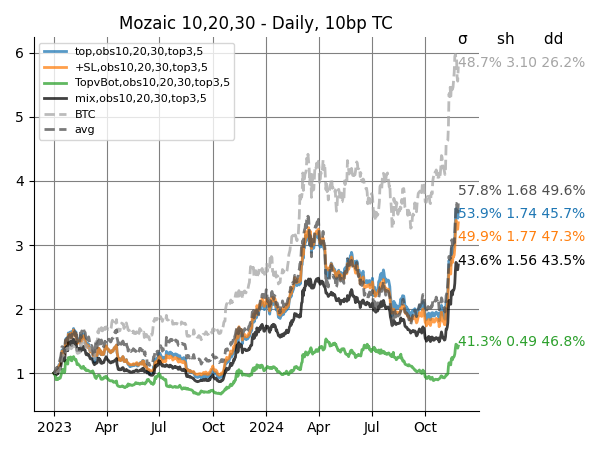 Mozaic 10,20,30 - Daily, 10bp TC
σ sh dd
top,obs10,20,30,top3,5
+SL,obs10,20,30,top3,5
TopvBot,obs10,20,30,top3,5
mix,obs10,20,30,top3,5
BTC
avg
48.7% 3.10 26.2%
57.8% 1.68 49.6%
53.9% 1.74 45.7%
49.9% 1.77 47.3%
43.6% 1.56 43.5%
41.3% 0.49 46.8%
6
5
4
3
2
1
2023 Apr Jul Oct 2024 Apr Jul Oct